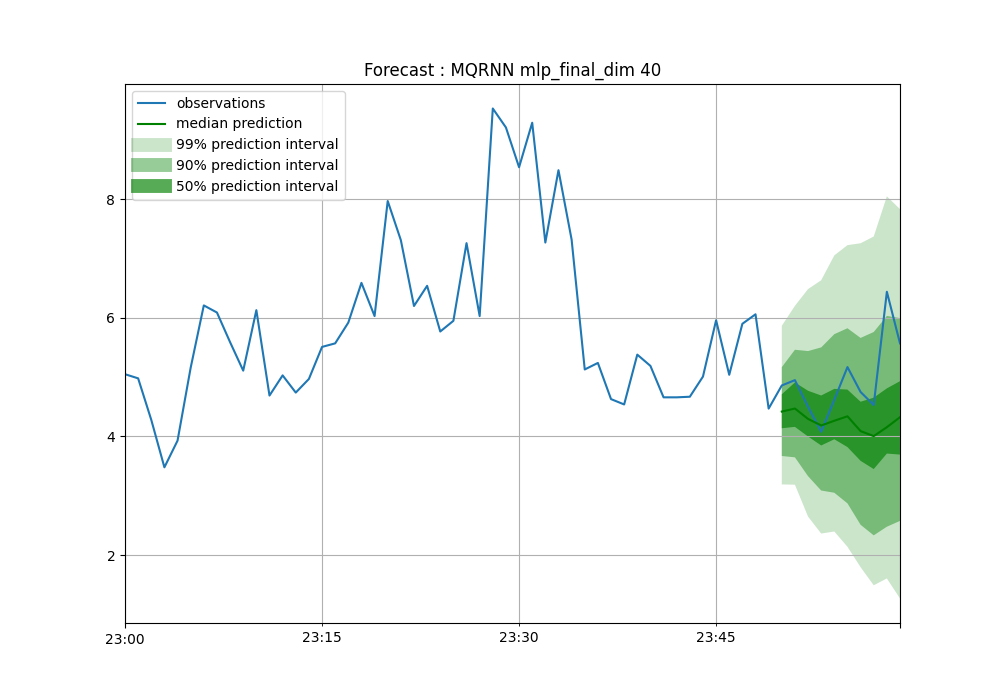 Forecast : MQRNN mlp_final_dim 40
observations
median prediction
99% prediction interval
90% prediction interval
50% prediction interval
8
6
4
2
23:00
23:15
23:30
23:45